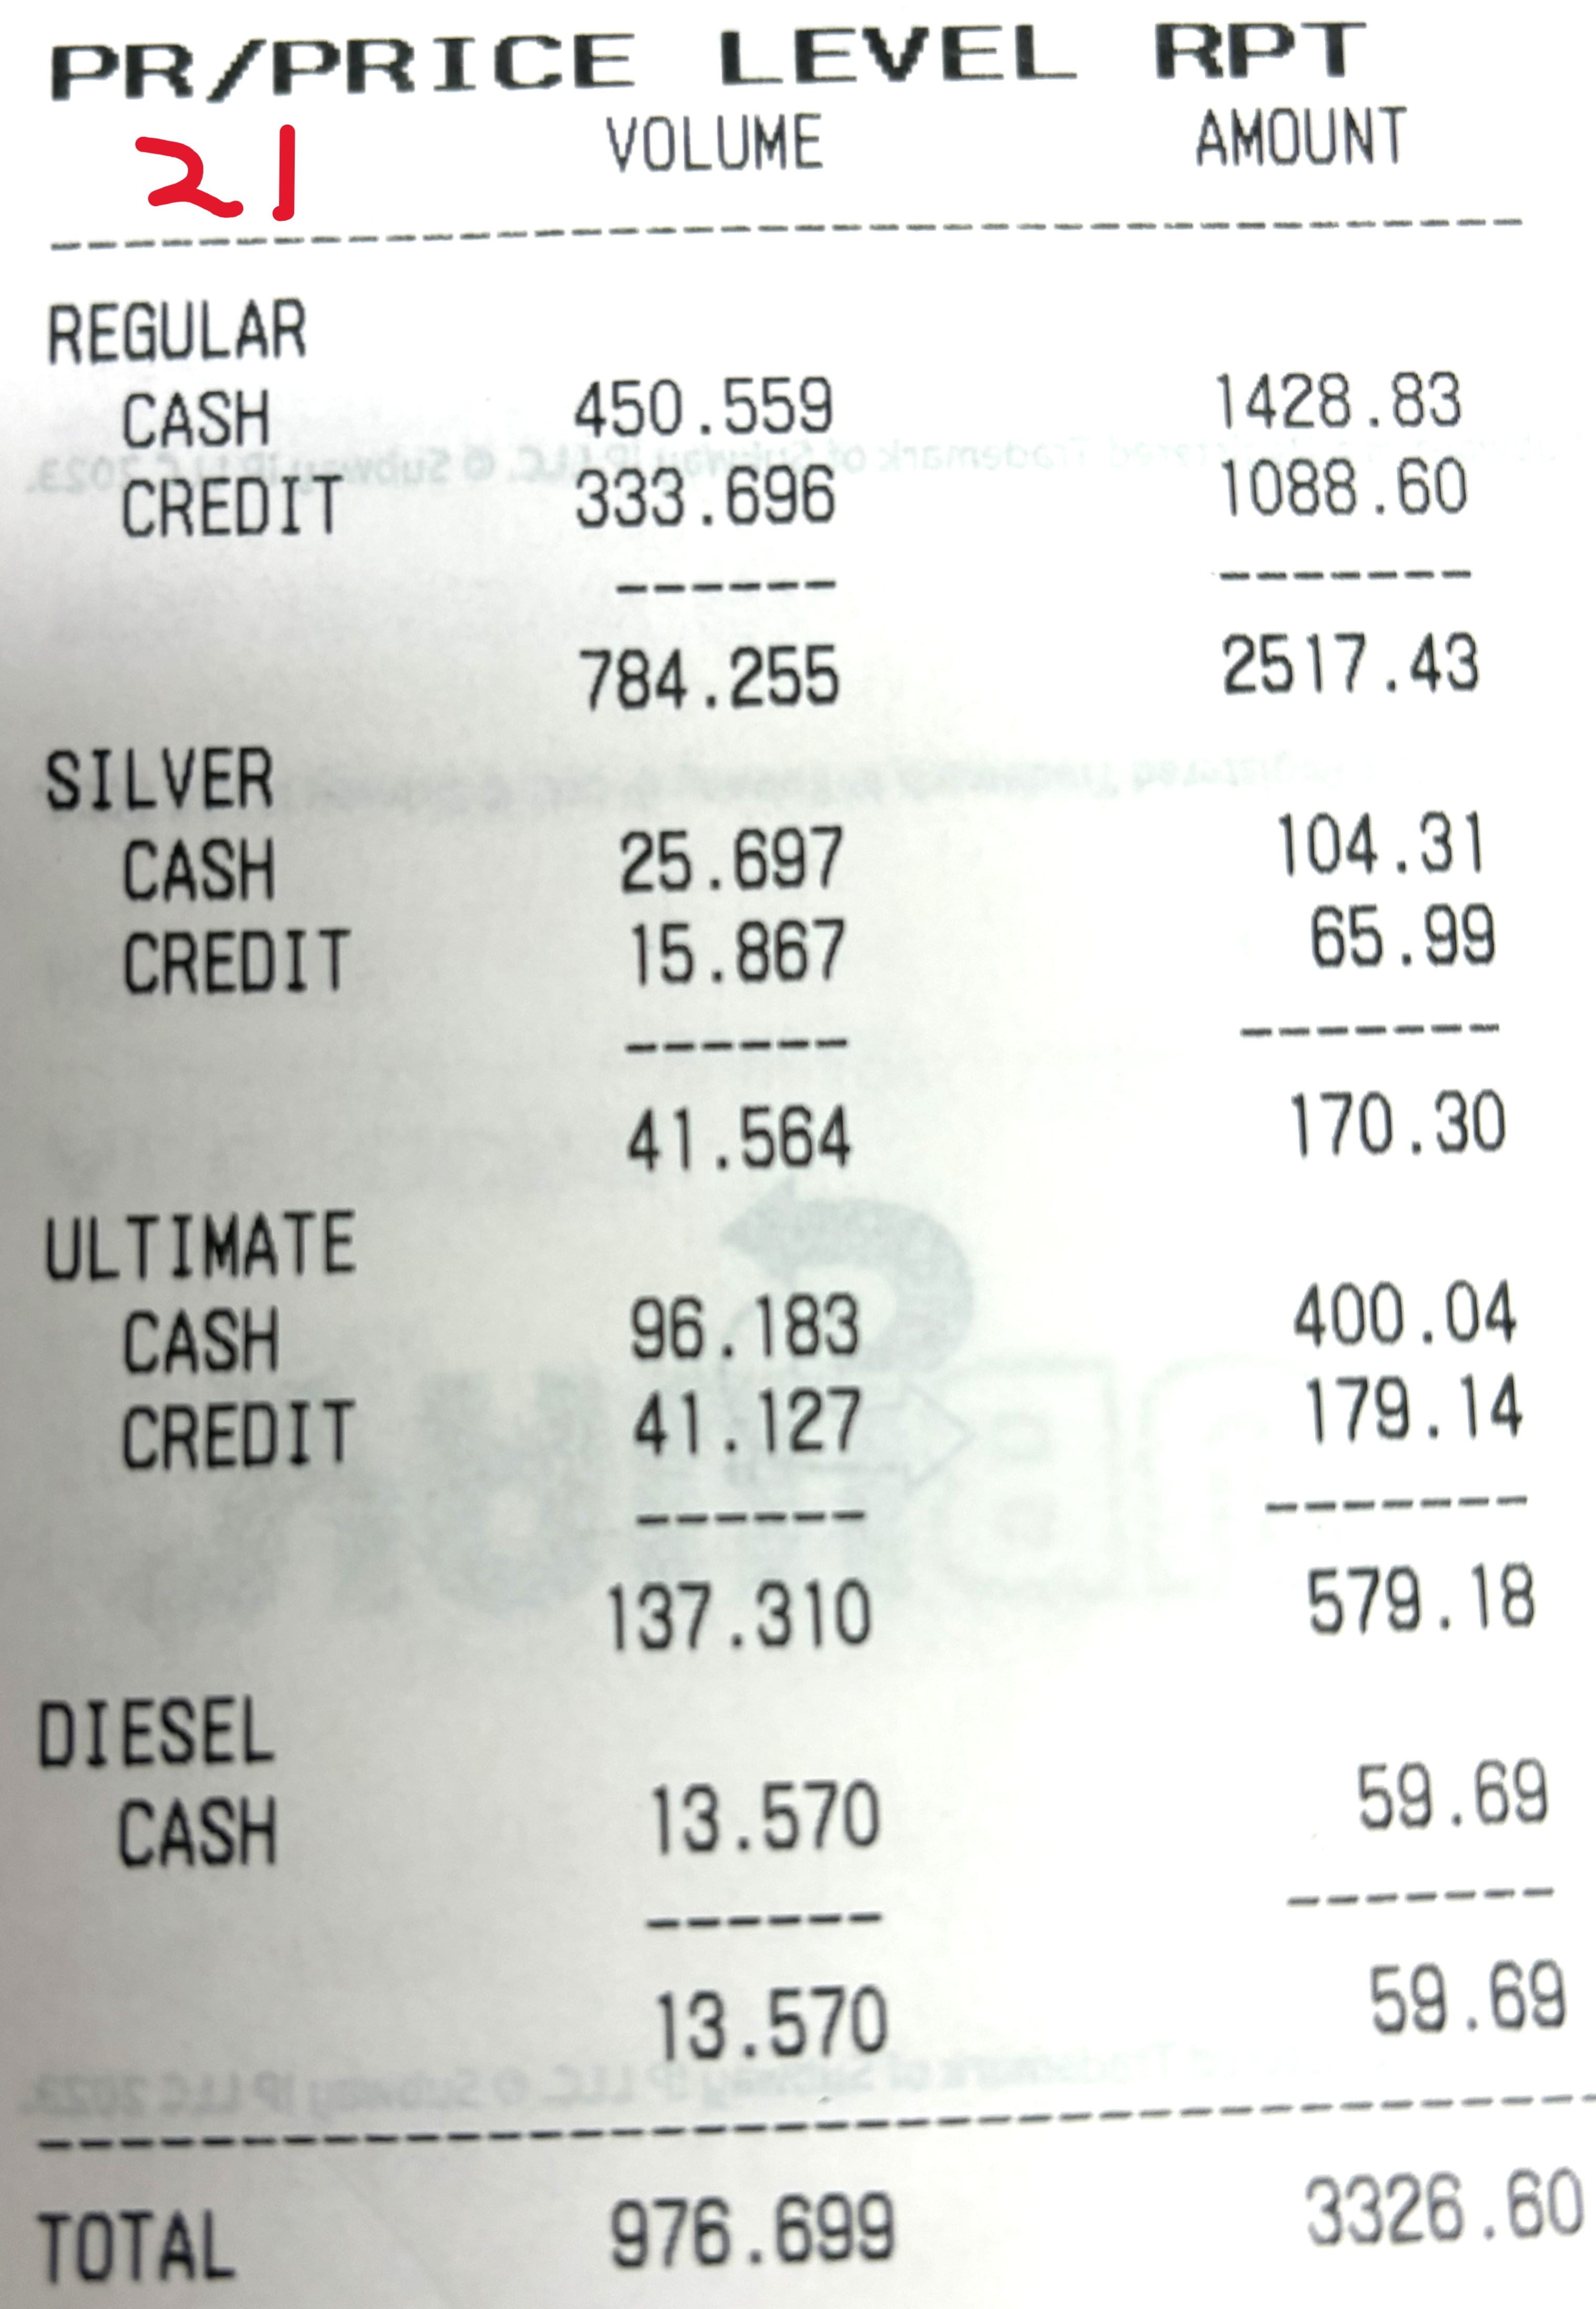 PR/PRICE LEVEL RPT
21 VOLUME AMOUNT
REGULAR
CASH 450.559 1428.83
CREDIT 333.696 1088.60
784.255 2517.43
SILVER
CASH 25.697 104.31
CREDIT 15.867 65.99
41.564 170.30
ULTIMATE
CASH 96.183 400.04
CREDIT 41.127 179.14
137.310 579.18
DIESEL
CASH 13.570 59.69
13.570 59.69
TOTAL 976.699 3326.60